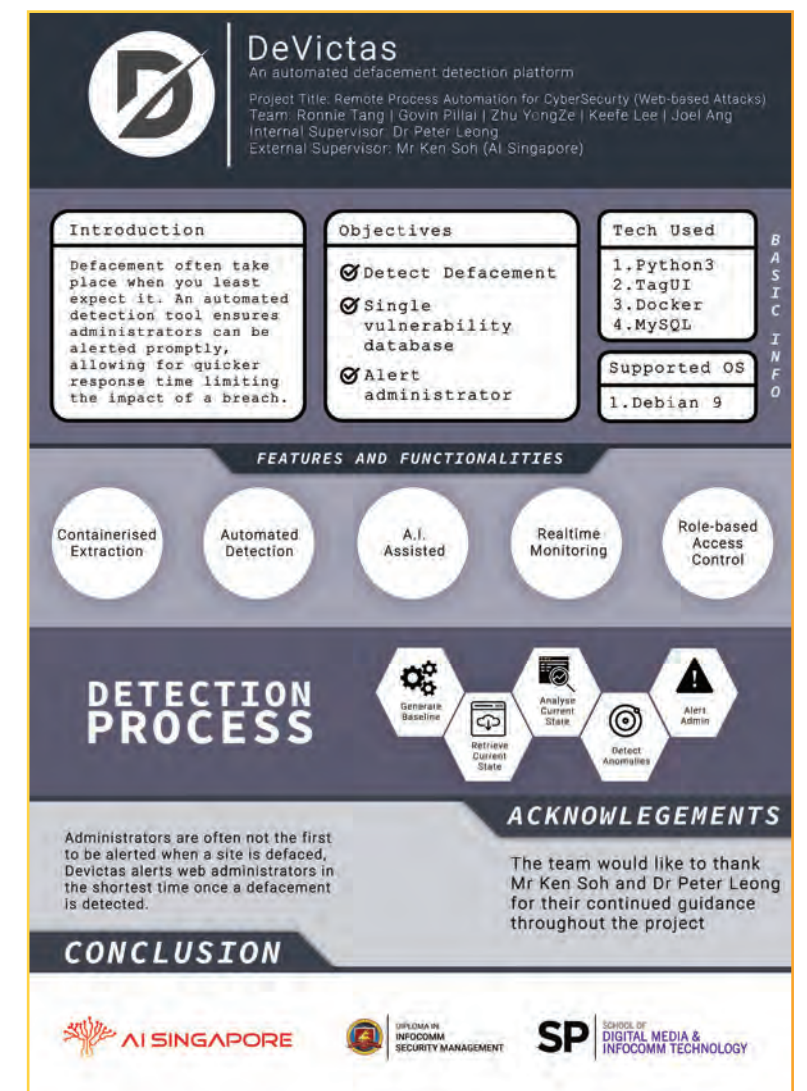 DeVictas
An automated defacement detection platform
Project Title: Remote Process Automation for CyberSecurty (Web-based Attacks)
Team: Ronnie Tang | Govin Pillai | Zhu YongZe | Keefe Lee | Joel Ang
Internal Supervisor: Dr Peter Leong
External Supervisor: Mr Ken Soh (AI Singapore)
Introduction
Defacement often take
place when you least
expect it. An automated
detection tool ensures
administrators can be
alerted promptly,
allowing for quicker
response time limiting
the impact of a breach.
Objectives
Detect Defacement
Single
vulnerability
database
Alert
administrator
Tech Used
1.Python3
2.TagUI
3.Docker
4.MySQL
Supported OS
1.Debian 9
BASIC INFO
FEATURES AND FUNCTIONALITIES
Containerised
Extraction
Automated
Detection
A.I.
Assisted
Realtime
Monitoring
Role-based
Access
Control
DETECTION
PROCESS
Generate
Baseline
Retrieve
Current
State
Analyse
Current
State
Detect
Anomalies
Alert
Admin
Administrators are often not the first
to be alerted when a site is defaced,
Devictas alerts web administrators in
the shortest time once a defacement
is detected.
CONCLUSION
ACKNOWLEGEMENTS
The team would like to thank
Mr Ken Soh and Dr Peter Leong
for their continued guidance
throughout the project
AI SINGAPORE
DIPLOMA IN
INFOCOMM
SECURITY MANAGEMENT
SP
SCHOOL OF
DIGITAL MEDIA &
INFOCOMM TECHNOLOGY